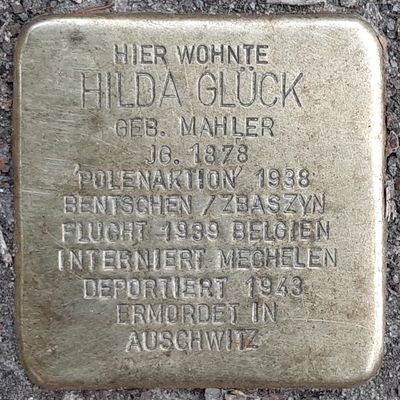 HIER WOHNTE
HILDA GLÜCK
GEB. MAHLER
JG. 1878
'POLENAKTION' 1938
BENTSCHEN / ZBASZYN
FLUCHT 1939 BELGIEN
INTERNIERT MECHELEN
DEPORTIERT 1943
ERMORDET IN
AUSCHWITZ